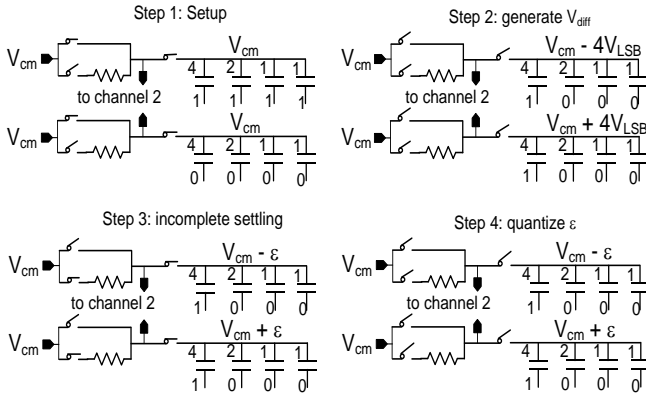 Step 1: Setup
V_cm
V_cm
4 2 1 1
1 1 1 1
to channel 2
V_cm
V_cm
4 2 1 1
0 0 0 0
Step 2: generate V_diff
V_cm
V_cm - 4V_LSB
4 2 1 1
1 0 0 0
to channel 2
V_cm
V_cm + 4V_LSB
4 2 1 1
1 0 0 0
Step 3: incomplete settling
V_cm
V_cm - ε
4 2 1 1
1 0 0 0
to channel 2
V_cm
V_cm + ε
4 2 1 1
1 0 0 0
Step 4: quantize ε
V_cm
V_cm - ε
4 2 1 1
1 0 0 0
to channel 2
V_cm
V_cm + ε
4 2 1 1
1 0 0 0